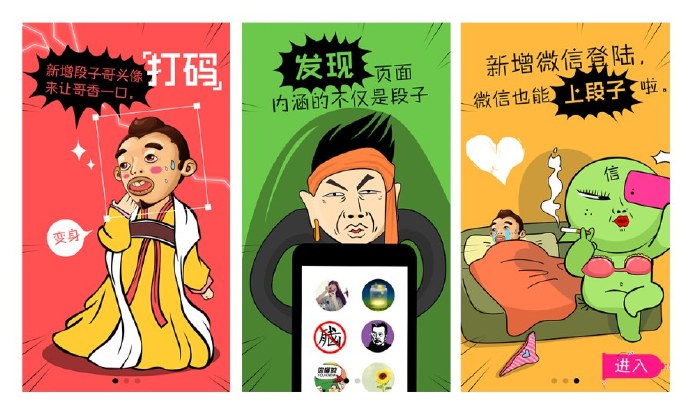 新增段子哥头像
打码
来让哥香一口。
变身
发现 页面
内涵的不仅是段子
脑
新增微信登陆,
微信也能 上段子 啦。
信
进入